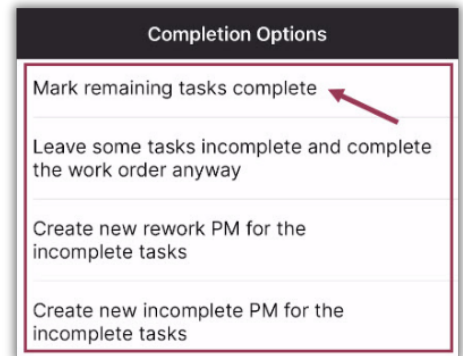 Completion Options
Mark remaining tasks complete
Leave some tasks incomplete and complete
the work order anyway
Create new rework PM for the
incomplete tasks
Create new incomplete PM for the
incomplete tasks